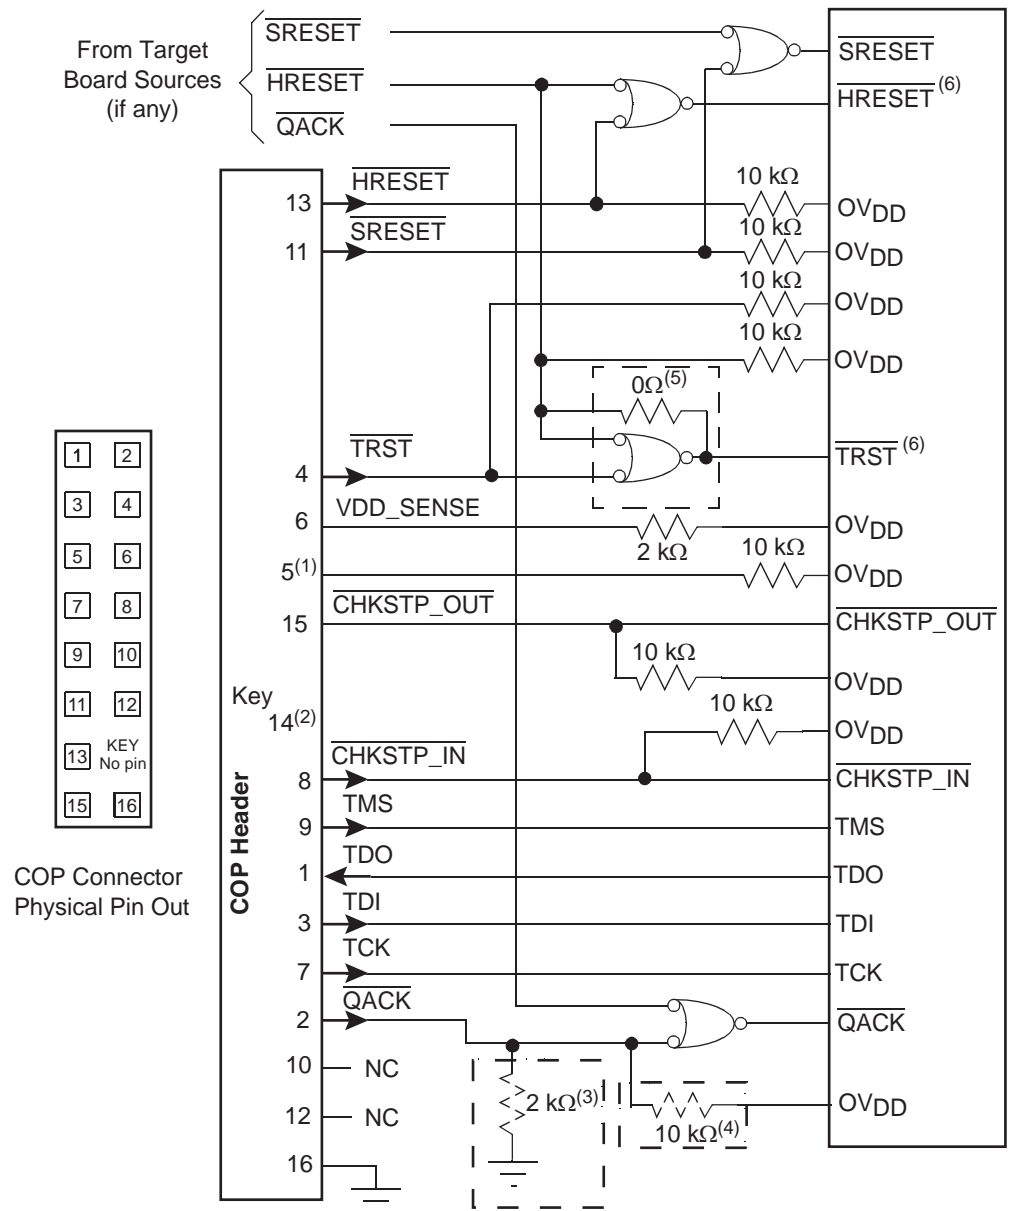 From Target
Board Sources
(if any)
SRESET
HRESET
QACK
SRESET
HRESET(6)
13
HRESET
10 kΩ
OVDD
11
SRESET
10 kΩ
OVDD
10 kΩ
OVDD
10 kΩ
OVDD
0Ω(5)
4
TRST
TRST(6)
6
VDD_SENSE
2 kΩ
OVDD
5(1)
10 kΩ
OVDD
15
CHKSTP_OUT
CHKSTP_OUT
10 kΩ
OVDD
Key
14(2)
10 kΩ
OVDD
8
CHKSTP_IN
CHKSTP_IN
9
TMS
TMS
1
TDO
TDO
3
TDI
TDI
7
TCK
TCK
2
QACK
QACK
10
NC
2 kΩ(3)
10 kΩ(4)
OVDD
12
NC
16
COP Header
1 2
3 4
5 6
7 8
9 10
11 12
13 KEY
No pin
15 16
COP Connector
Physical Pin Out